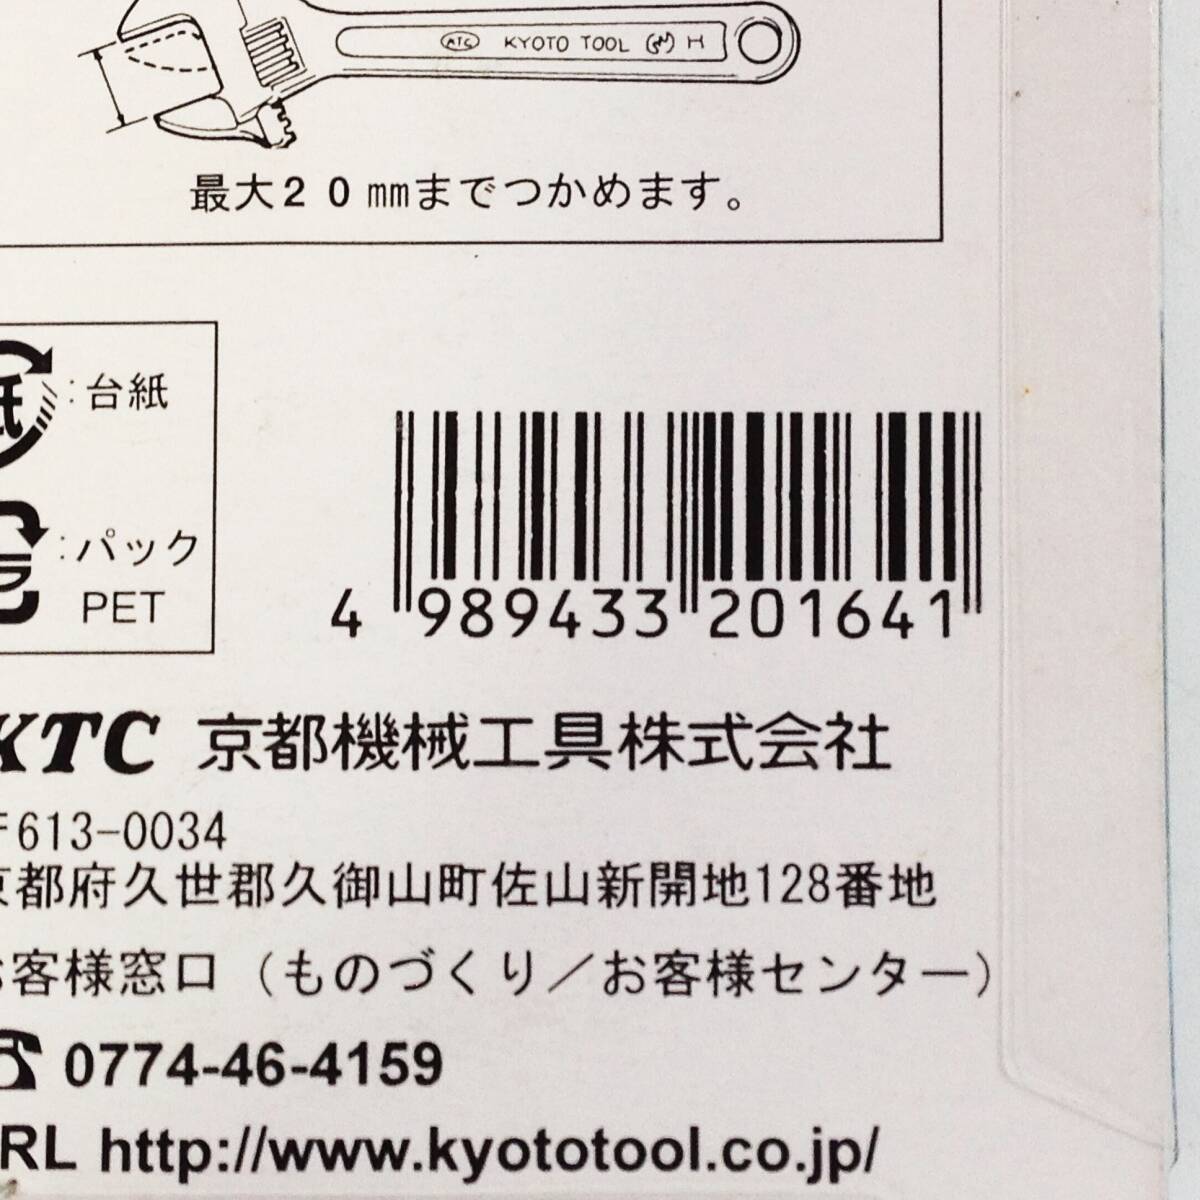 KYOTO TOOL
H
最大20㎜までつかめます。
紙:台紙
:パック
PET
4 989433 201641
KTC 京都機械工具株式会社
〒613-0034
京都府久世郡久御山町佐山新開地128番地
お客様窓口（ものづくり／お客様センター）
☎ 0774-46-4159
URL http://www.kyototool.co.jp/